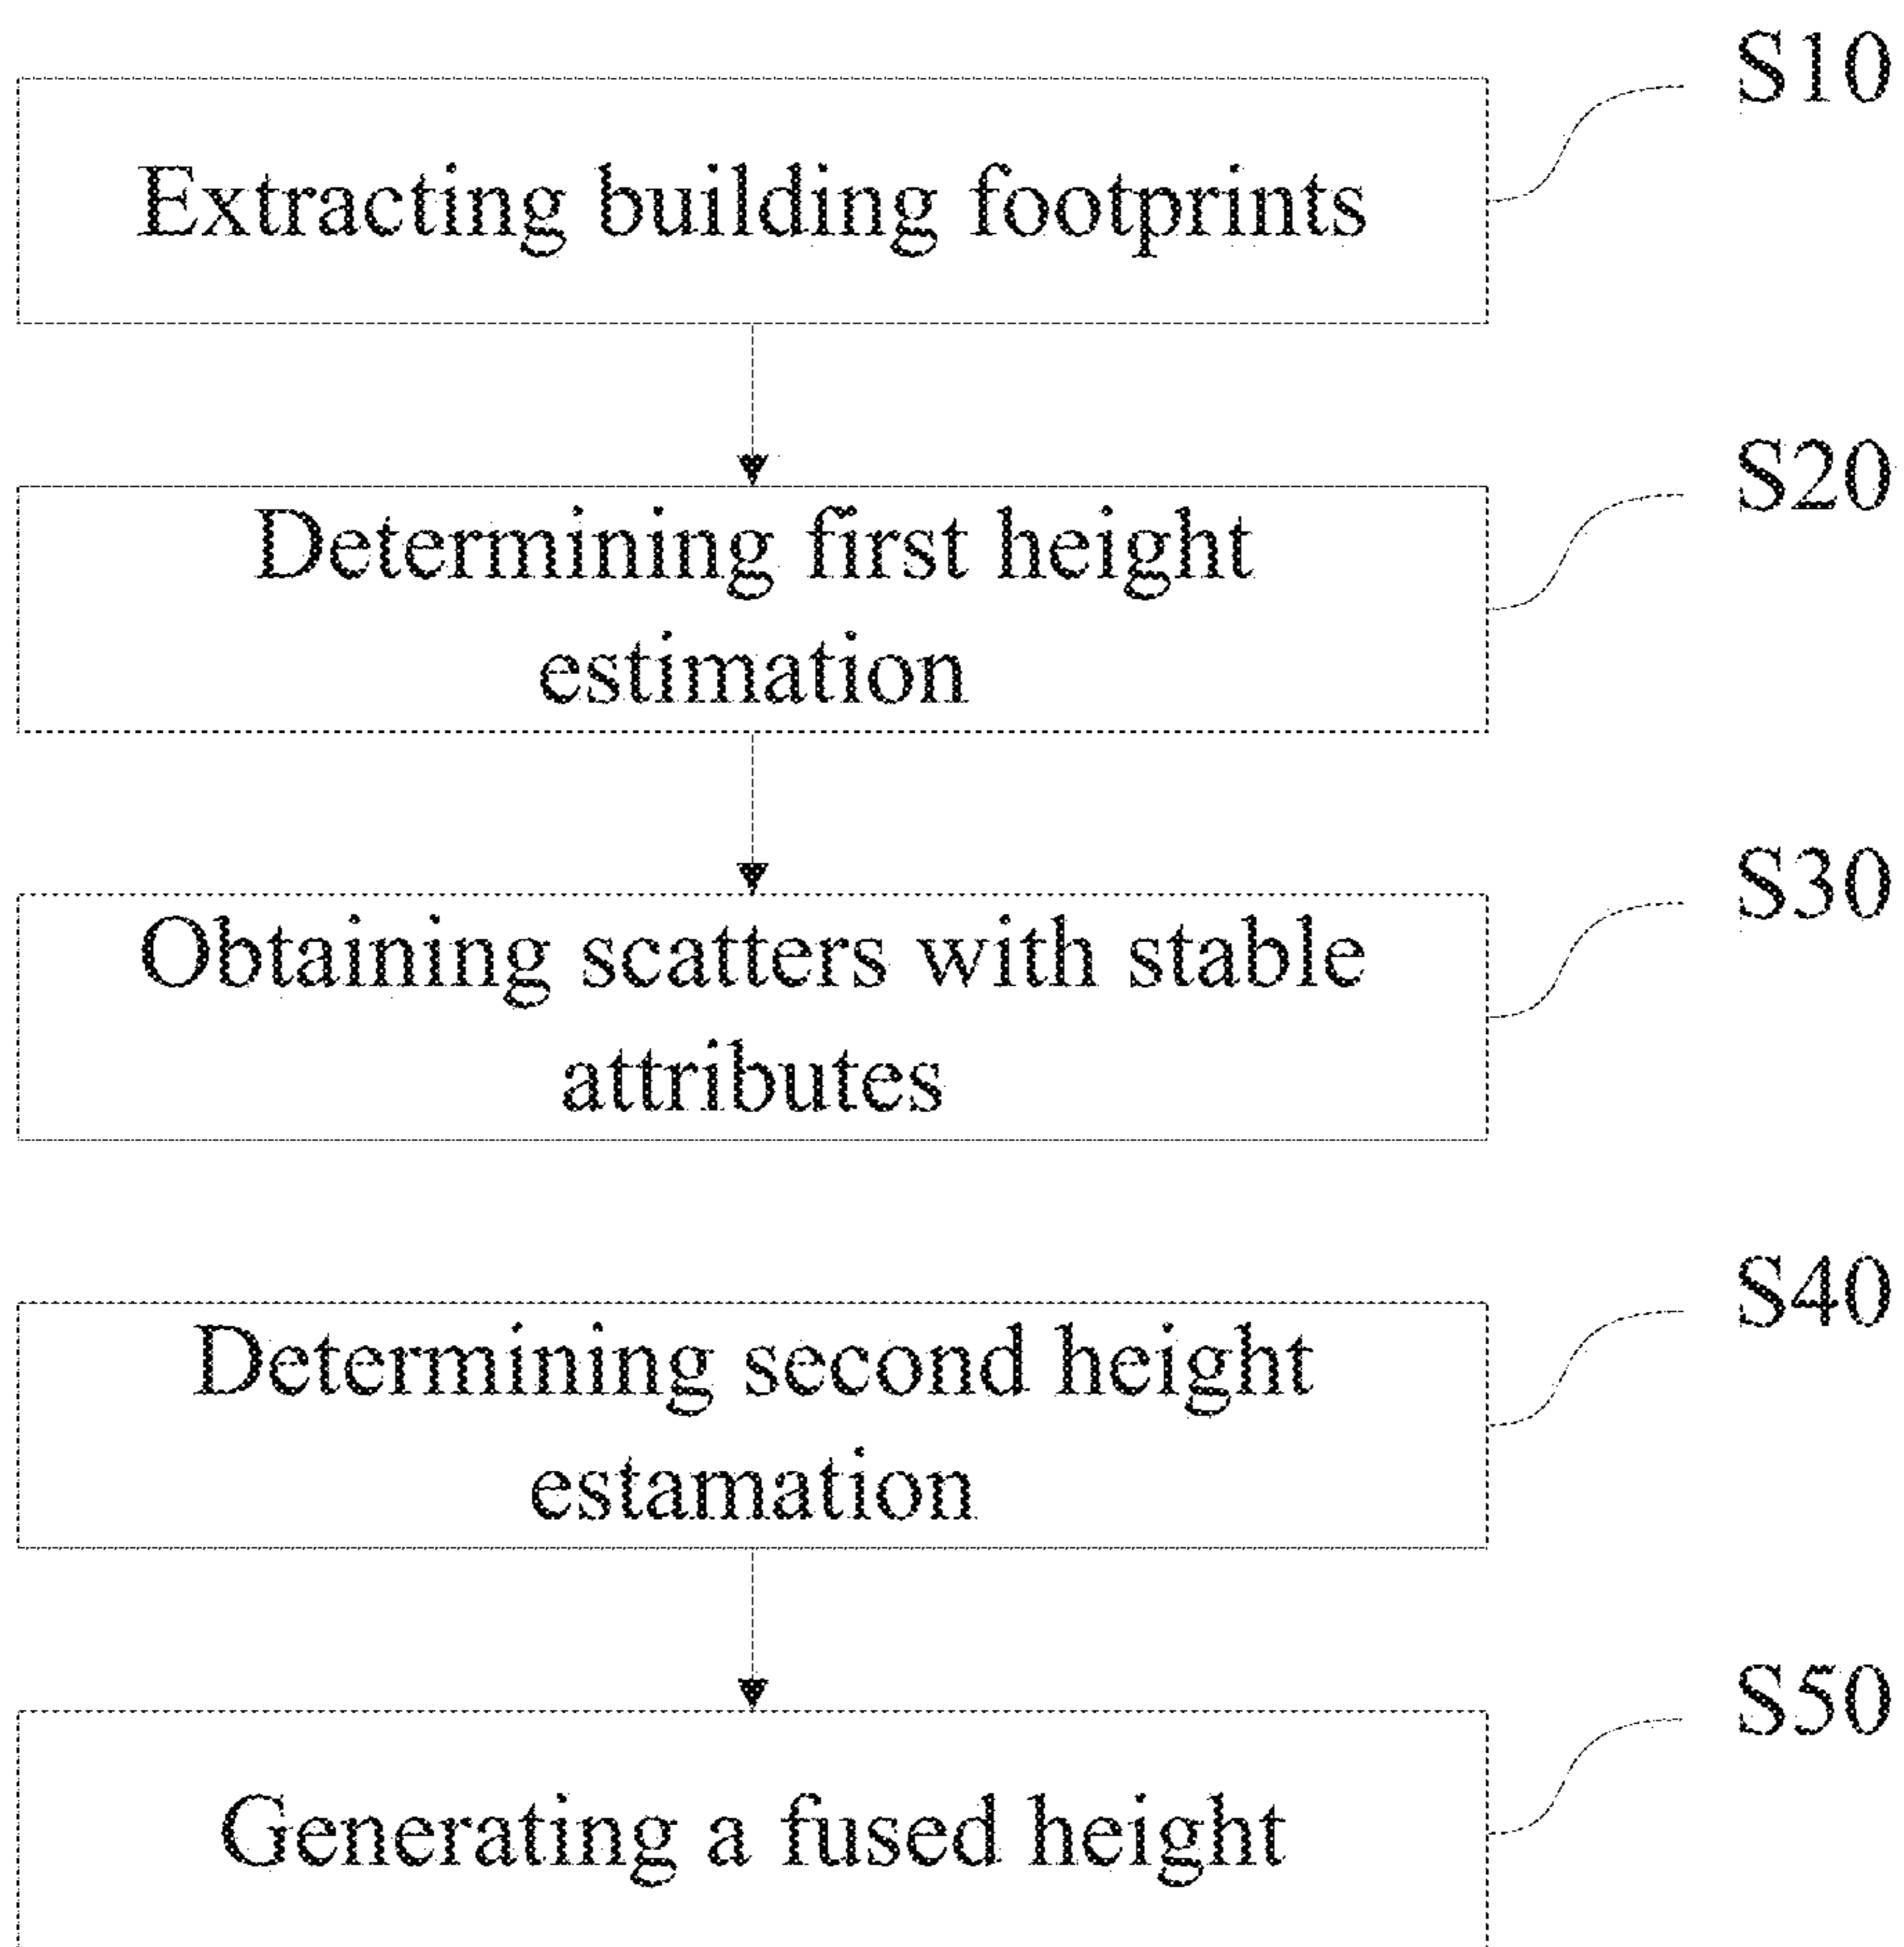 S10
Extracting building footprints
S20
Determining first height
estimation
S30
Obtaining scatters with stable
attributes
S40
Determining second height
estamation
S50
Generating a fused height